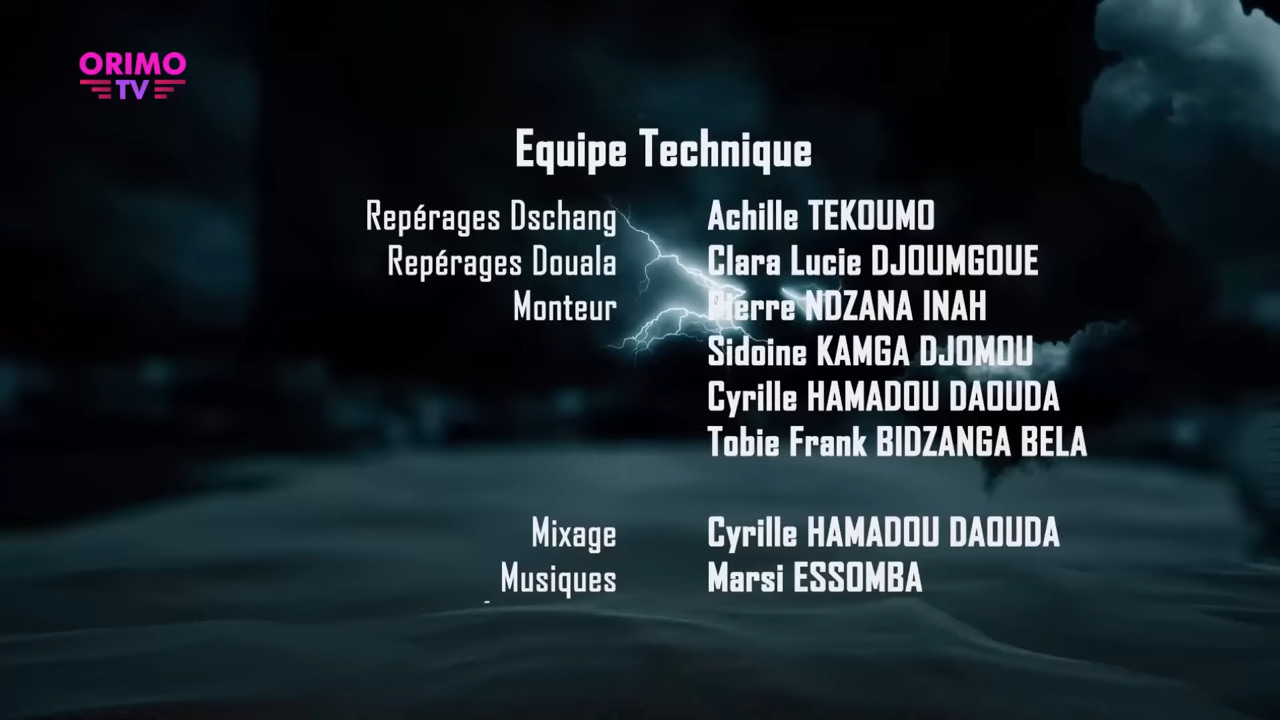 ORIMO
TV
Equipe Technique
Repérages Dschang Achille TEKOUMO
Repérages Douala Clara Lucie DJOUMGOUE
Monteur Pierre NDZANA INAH
Sidoine KAMGA DJOMOU
Cyrille HAMADOU DAOUDA
Tobie Frank BIDZANGA BELA
Mixage Cyrille HAMADOU DAOUDA
Musiques Marsi ESSOMBA